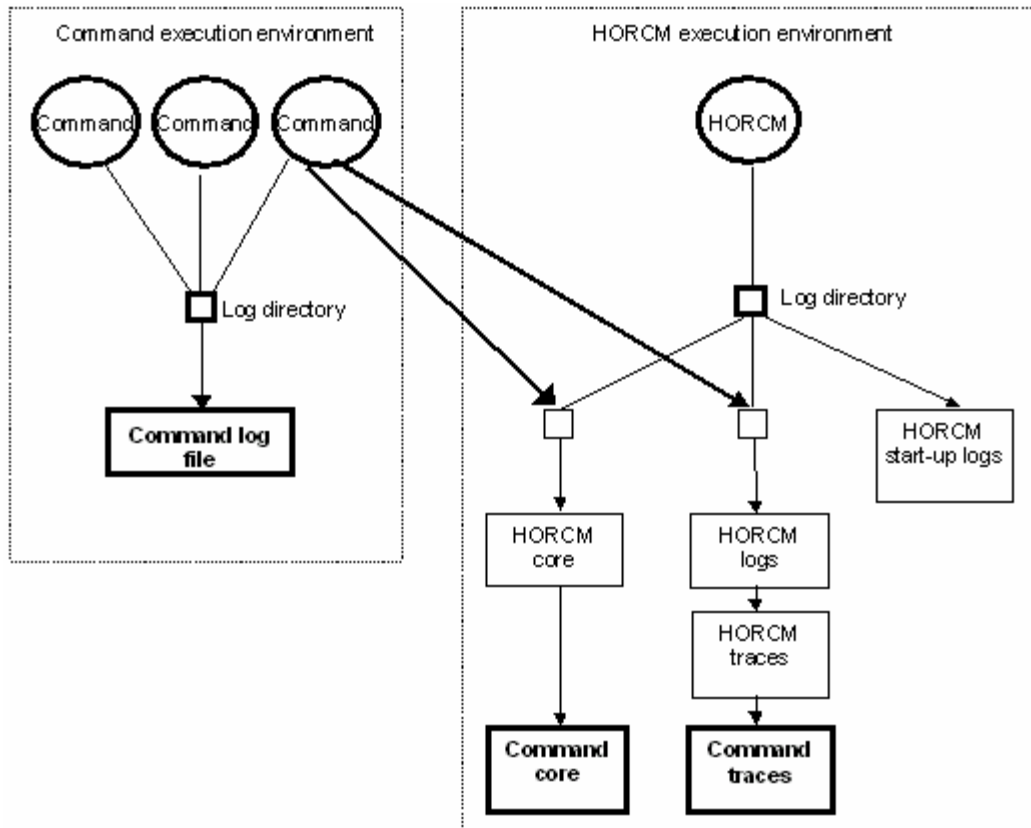 Command execution environment
HORCM execution environment
Command
Command
Command
HORCM
Log directory
Log directory
Command log
file
HORCM
start-up logs
HORCM
core
HORCM
logs
HORCM
traces
Command
core
Command
traces